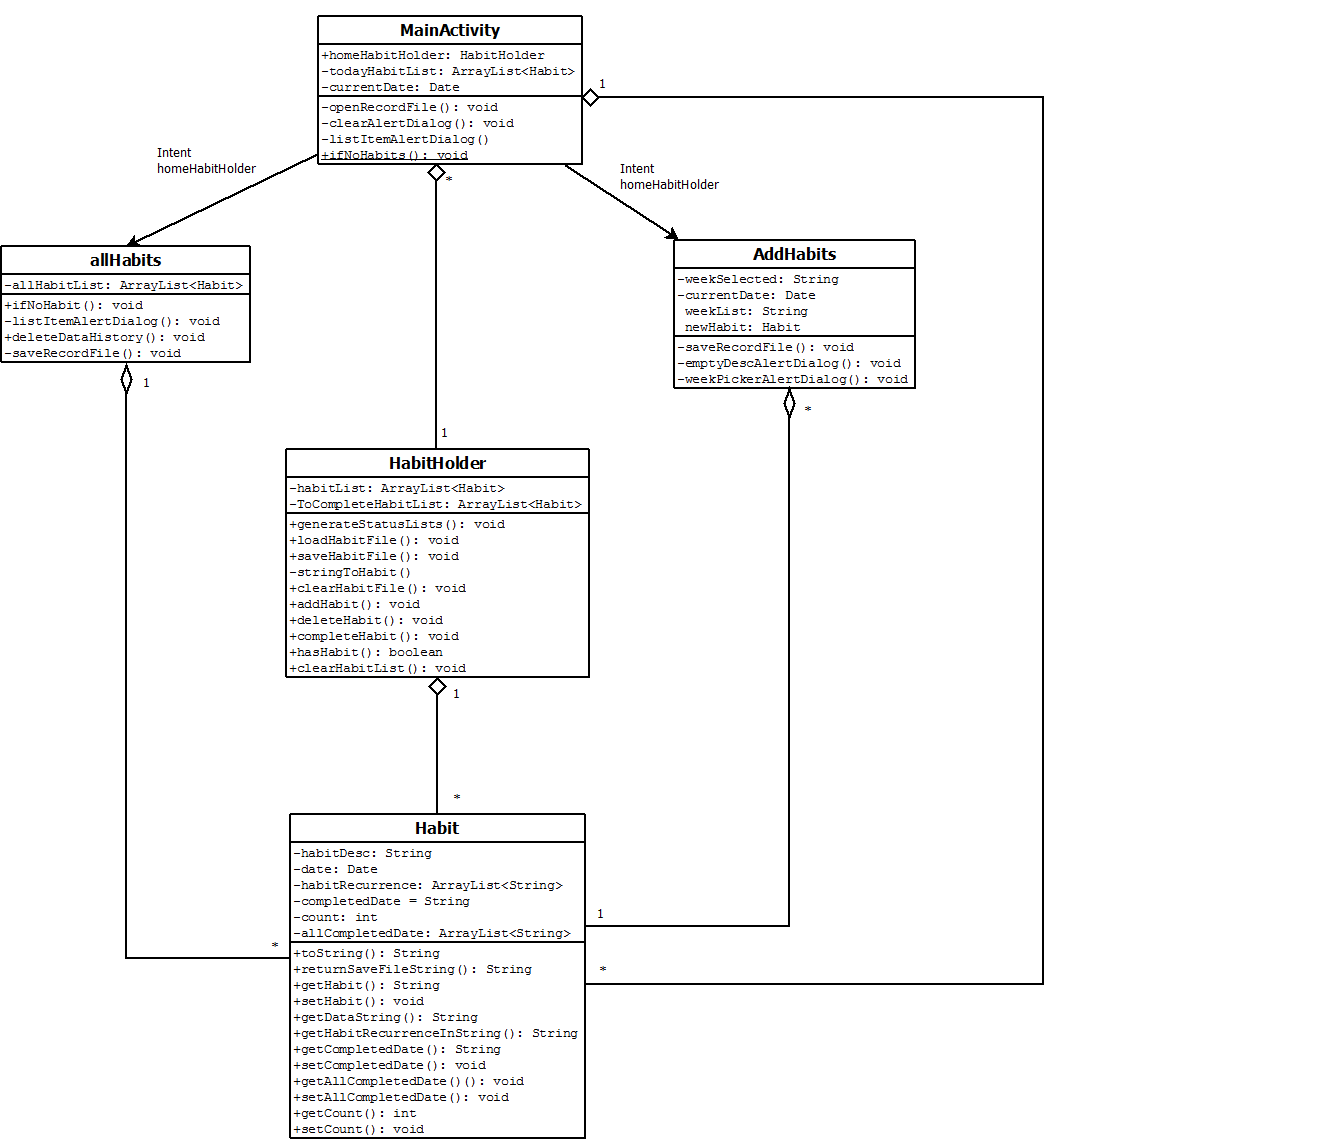 MainActivity
+homeHabitHolder: HabitHolder
-todayHabitList: ArrayList<Habit>
-currentDate: Date
-openRecordFile(): void
-clearAlertDialog(): void
-listItemAlertDialog()
+ifNoHabits(): void
1
Intent
homeHabitHolder
*
Intent
homeHabitHolder
allHabits
-allHabitList: ArrayList<Habit>
+ifNoHabit(): void
-listItemAlertDialog(): void
+deleteDataHistory(): void
-saveRecordFile(): void
1
AddHabits
-weekSelected: String
-currentDate: Date
weekList: String
newHabit: Habit
-saveRecordFile(): void
-emptyDescAlertDialog(): void
-weekPickerAlertDialog(): void
*
1
HabitHolder
-habitList: ArrayList<Habit>
-ToCompleteHabitList: ArrayList<Habit>
+generateStatusLists(): void
+loadHabitFile(): void
+saveHabitFile(): void
-stringToHabit()
+clearHabitFile(): void
+addHabit(): void
+deleteHabit(): void
+completeHabit(): void
+hasHabit(): boolean
+clearHabitList(): void
1
*
Habit
-habitDesc: String
-date: Date
-habitRecurrence: ArrayList<String>
-completedDate = String
-count: int
-allCompletedDate: ArrayList<String>
+toString(): String
+returnSaveFileString(): String
+getHabit(): String
+setHabit(): void
+getDataString(): String
+getHabitRecurrenceInString(): String
+getCompletedDate(): String
+setCompletedDate(): void
+getAllCompletedDate()(): void
+setAllCompletedDate(): void
+getCount(): int
+setCount(): void
1
*
*